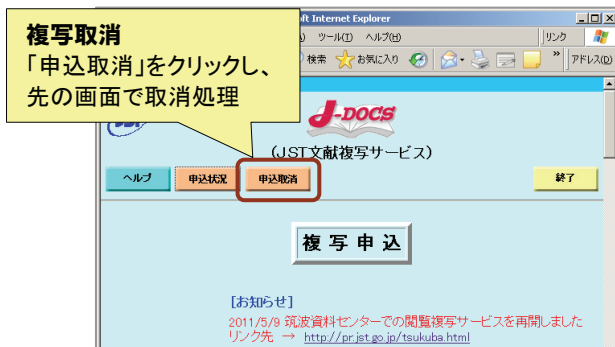 複写取消
「申込取消」をクリックし、
先の画面で取消処理
ft Internet Explorer
ツール(T) ヘルプ(H)
リンク
検索 お気に入り
» アドレス(D)
J-DOCS
(JST文献複写サービス)
ヘルプ 申込状況 申込取消 終了
複写申込
[お知らせ]
2011/5/9 筑波資料センターでの閲覧複写サービスを再開しました
リンク先 → http://pr.jst.go.jp/tsukuba.html